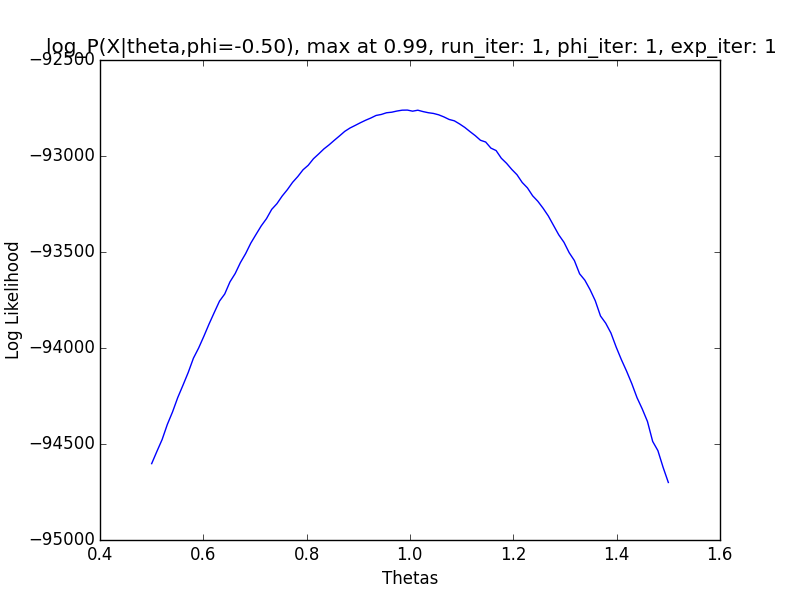 log_P(X|theta,phi=-0.50), max at 0.99, run_iter: 1, phi_iter: 1, exp_iter: 1
−92500
−93000
−93500
−94000
−94500
−95000
Log Likelihood
0.4 0.6 0.8 1.0 1.2 1.4 1.6
Thetas